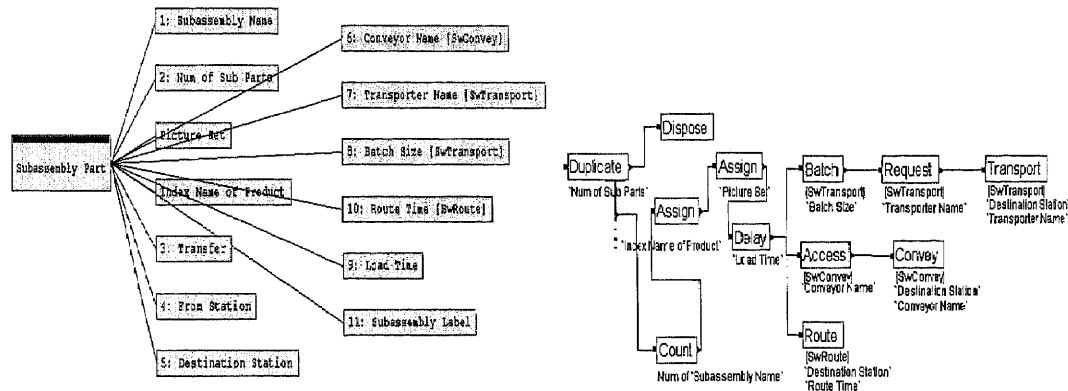 1: Subassembly Name
2: Num of Sub Parts
Picture Set
Index Name of Product
3: Transfer
4: From Station
5: Destination Station
Subassembly Part
6: Conveyor Name [SwConvey]
7: Transporter Name [SwTransport]
8: Batch Size [SwTransport]
10: Route Time [SwRoute]
9: Load Time
11: Subassembly Label
Dispose
Duplicate
'Num of Sub Parts'
Assign
'Index Name of Product'
Count
Num of 'Subassembly Name'
Assign
'Picture Set'
Delay
'Load Time'
Batch
[SwTransport]
'Batch Size'
Request
[SwTransport]
'Transporter Name'
Transport
[SwTransport]
'Destination Station'
'Transporter Name'
Access
[SwConvey]
'Conveyor Name'
Convey
[SwConvey]
'Destination Station'
'Conveyor Name'
Route
[SwRoute]
'Destination Station'
'Route Time'